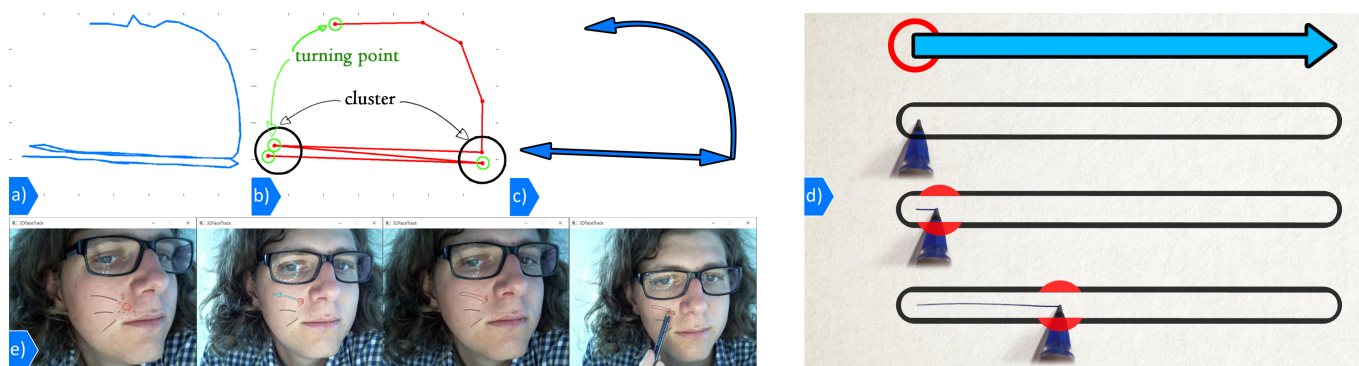 turning point
cluster
a)
b)
c)
d)
3DFaceTrack
3DFaceTrack
3DFaceTrack
3DFaceTrack
e)